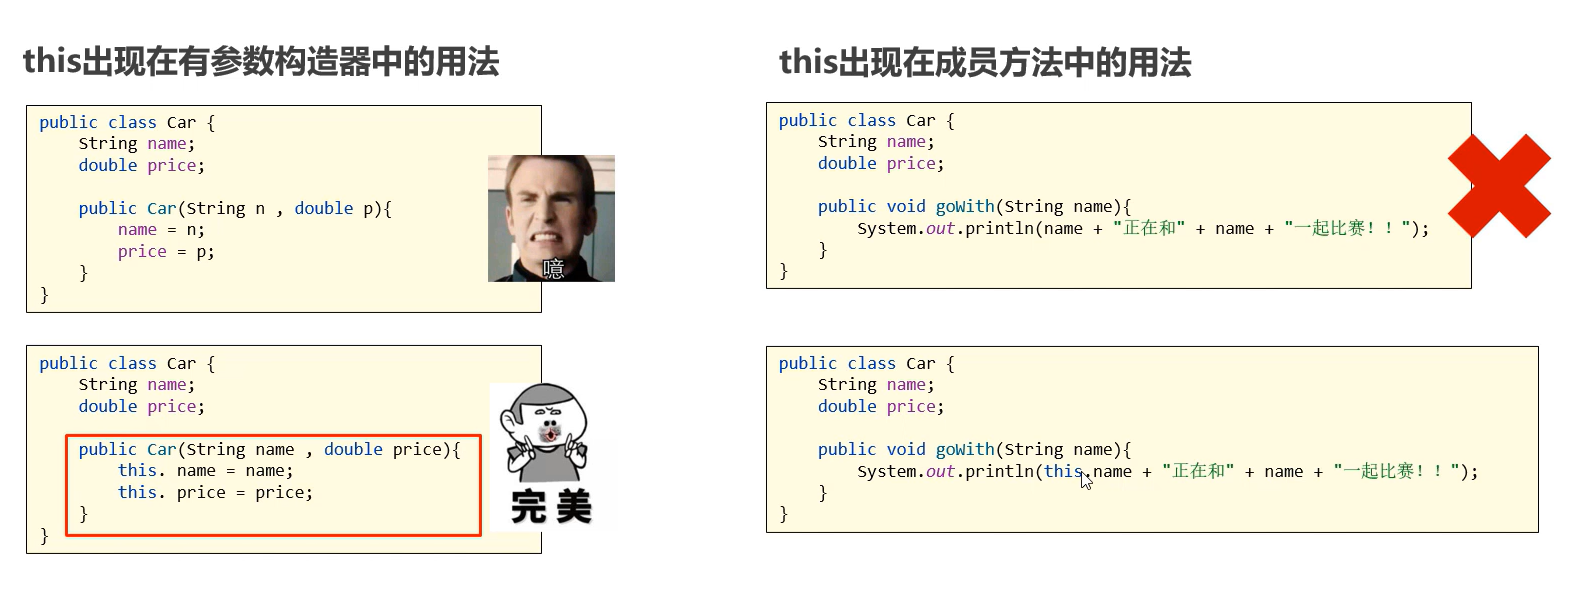 this出现在有参数构造器中的用法
public class Car {
String name;
double price;
public Car(String n , double p){
name = n;
price = p;
}
}
噫
public class Car {
String name;
double price;
public Car(String name , double price){
this. name = name;
this. price = price;
}
}
完美
this出现在成员方法中的用法
public class Car {
String name;
double price;
public void goWith(String name){
System.out.println(name + "正在和" + name + "一起比赛！！");
}
}
public class Car {
String name;
double price;
public void goWith(String name){
System.out.println(this.name + "正在和" + name + "一起比赛！！");
}
}